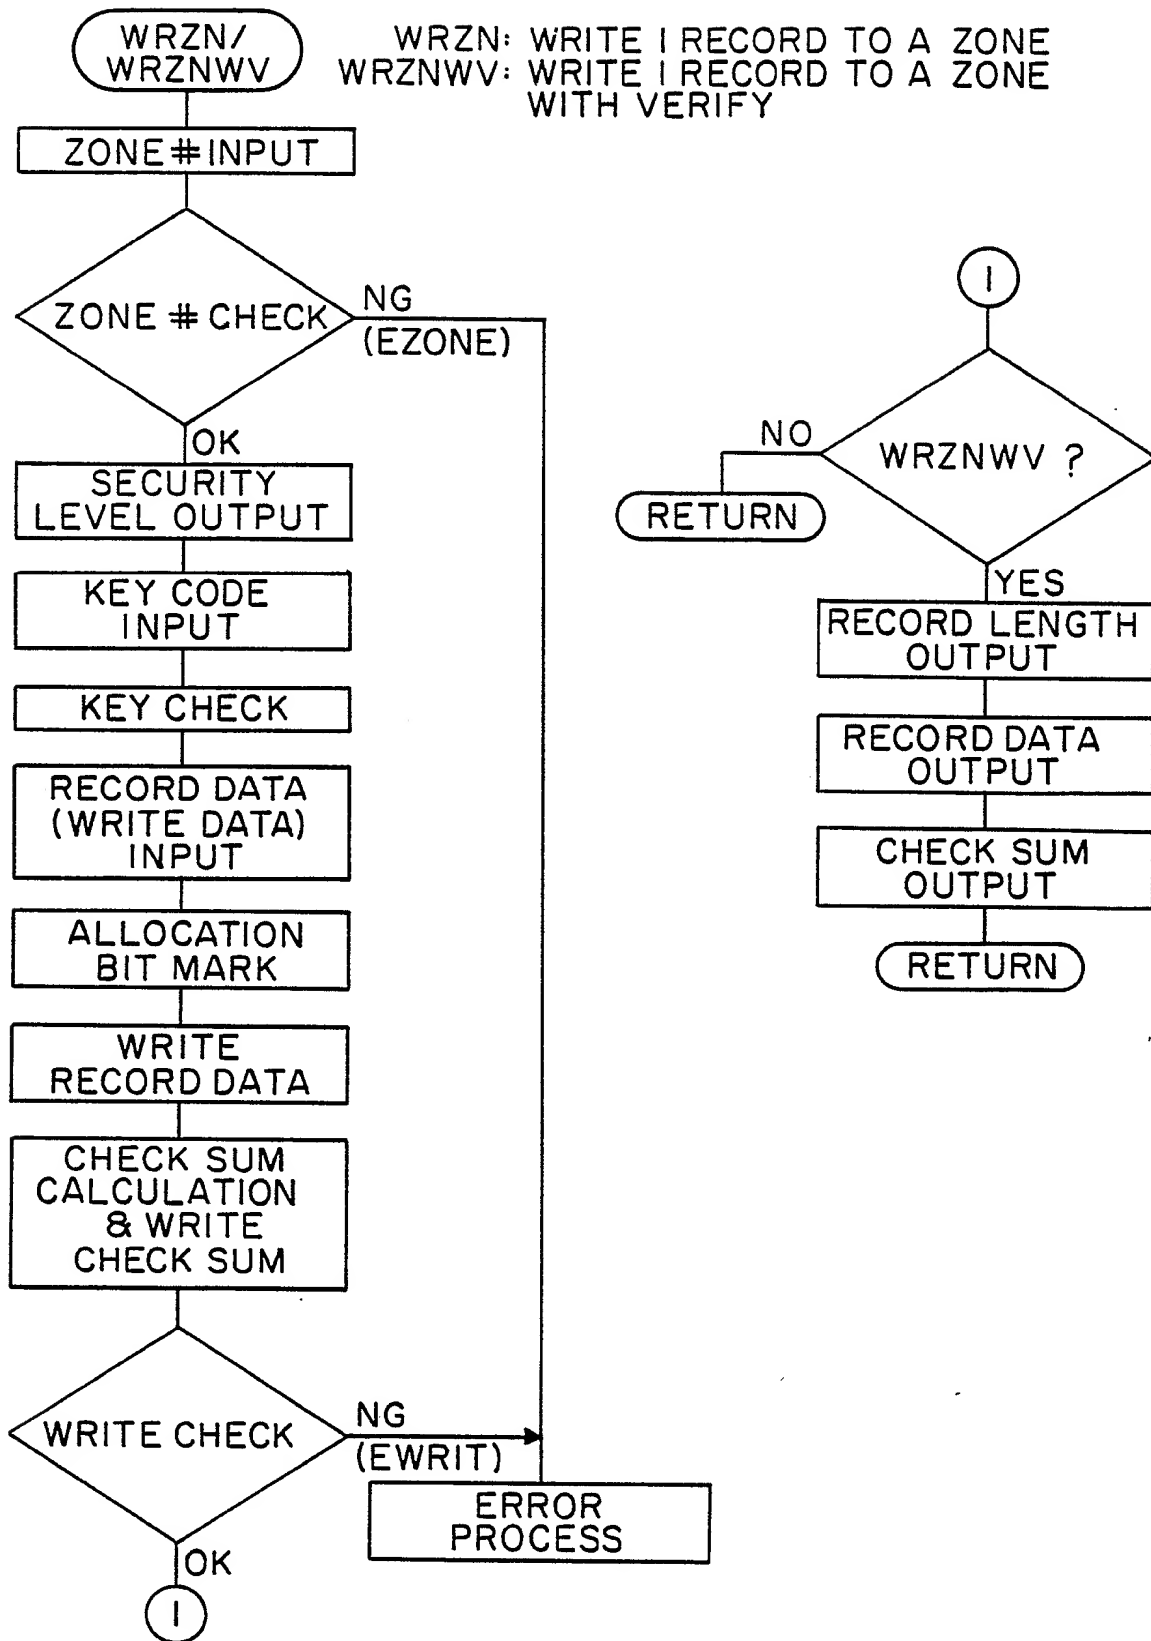 WRZN/
WRZNWV
WRZN: WRITE 1 RECORD TO A ZONE
WRZNWV: WRITE 1 RECORD TO A ZONE
WITH VERIFY
ZONE # INPUT
ZONE # CHECK
NG
(EZONE)
OK
SECURITY
LEVEL OUTPUT
KEY CODE
INPUT
KEY CHECK
RECORD DATA
(WRITE DATA)
INPUT
ALLOCATION
BIT MARK
WRITE
RECORD DATA
CHECK SUM
CALCULATION
& WRITE
CHECK SUM
WRITE CHECK
NG
(EWRIT)
ERROR
PROCESS
OK
1
1
WRZNWV ?
NO
RETURN
YES
RECORD LENGTH
OUTPUT
RECORD DATA
OUTPUT
CHECK SUM
OUTPUT
RETURN